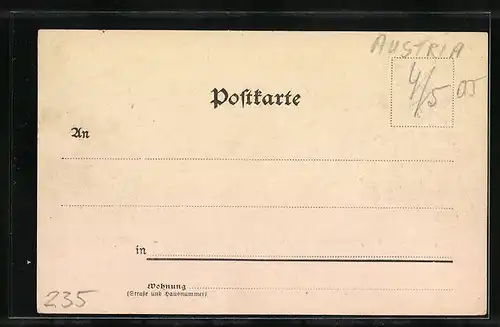 AUSTRIA
4/5 05
Postkarte
An
in
Wohnung
(Straße und Hausnummer)
235